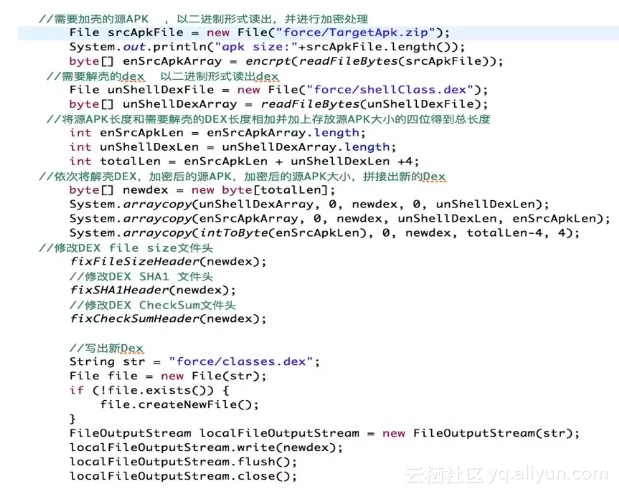 //需要加壳的源APK ，以二进制形式读出，并进行加密处理
File srcApkFile = new File("force/TargetApk.zip");
System.out.println("apk size:"+srcApkFile.length());
byte[] enSrcApkArray = encrpt(readFileBytes(srcApkFile));
//需要解壳的dex 以二进制形式读出dex
File unShellDexFile = new File("force/shellClass.dex");
byte[] unShellDexArray = readFileBytes(unShellDexFile);
//将源APK长度和需要解壳的DEX长度相加并加上存放源APK大小的四位得到总长度
int enSrcApkLen = enSrcApkArray.length;
int unShellDexLen = unShellDexArray.length;
int totalLen = enSrcApkLen + unShellDexLen +4;
//依次将解壳DEX，加密后的源APK，加密后的源APK大小，拼接出新的Dex
byte[] newdex = new byte[totalLen];
System.arraycopy(unShellDexArray, 0, newdex, 0, unShellDexLen);
System.arraycopy(enSrcApkArray, 0, newdex, unShellDexLen, enSrcApkLen);
System.arraycopy(intToByte(enSrcApkLen), 0, newdex, totalLen-4, 4);
//修改DEX file size文件头
fixFileSizeHeader(newdex);
//修改DEX SHA1 文件头
fixSHA1Header(newdex);
//修改DEX CheckSum文件头
fixCheckSumHeader(newdex);
//写出新Dex
String str = "force/classes.dex";
File file = new File(str);
if (!file.exists()) {
file.createNewFile();
}
FileOutputStream localFileOutputStream = new FileOutputStream(str);
localFileOutputStream.write(newdex);
localFileOutputStream.flush();
localFileOutputStream.close();
云栖社区 yq.aliyun.com